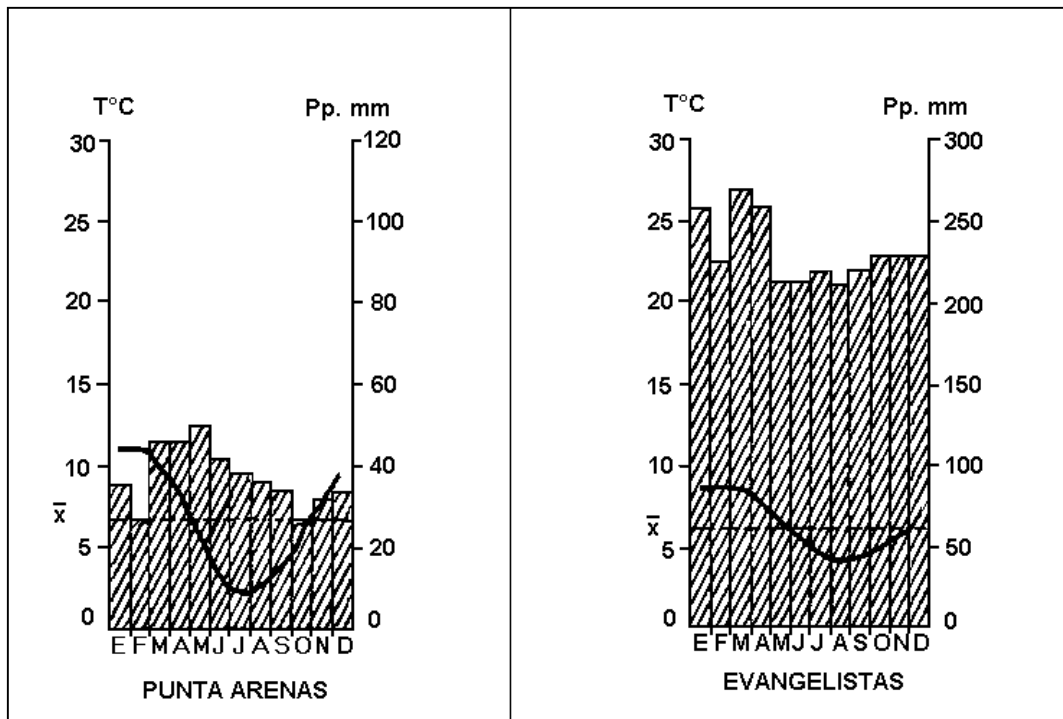 T°C Pp. mm
30 120
25 100
20 80
15 60
10 40
x̅
5 20
0 0
E F M A M J J A S O N D
PUNTA ARENAS
T°C Pp. mm
30 300
25 250
20 200
15 150
10 100
x̅
5 50
0 0
E F M A M J J A S O N D
EVANGELISTAS